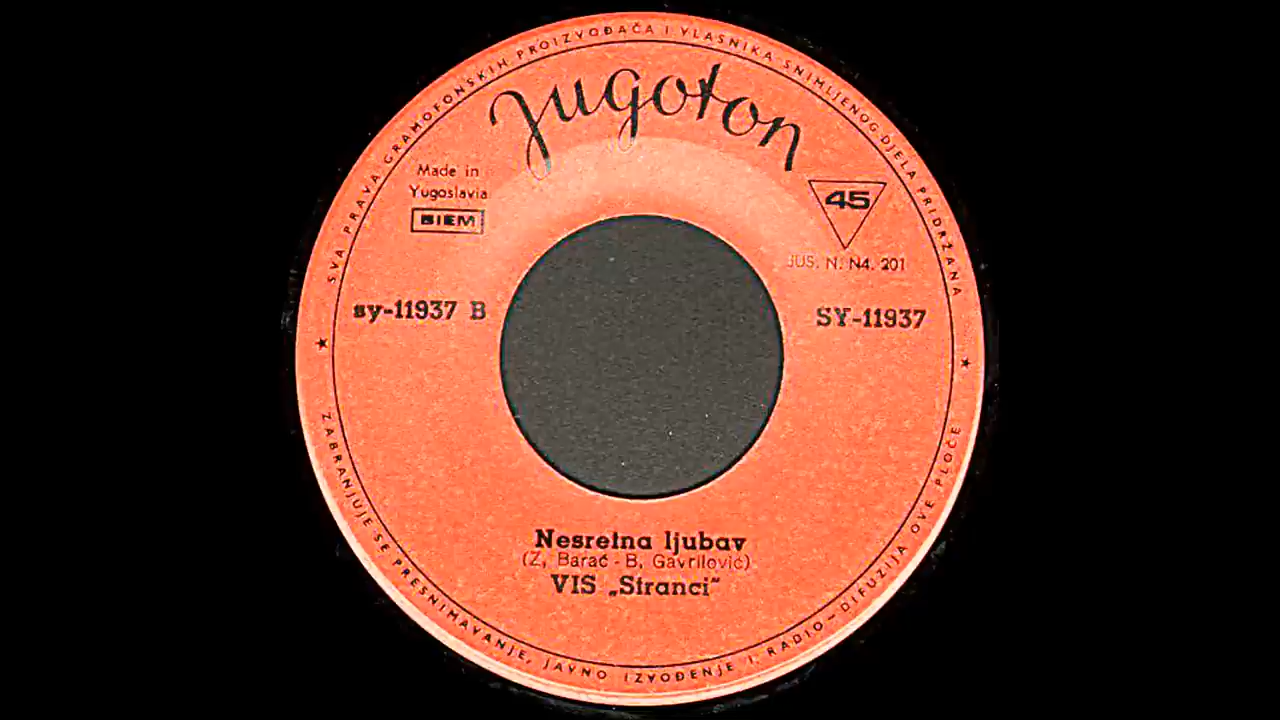 SVA PRAVA GRAMOFONSKIH PROIZVOĐAČA I VLASNIKA SNIMLJENOG DJELA PRIDRŽANA
Jugoton
Made in
Yugoslavia
BIEM
45
JUS. N. N4. 201
sy-11937 B
SY-11937
Nesretna ljubav
(Z, Barać - B, Gavrilović)
VIS „Stranci"
ZABRANJUJE SE PRESNIMAVANJE, JAVNO IZVOĐENJE I RADIO-DIFUZIJA OVE PLOČE